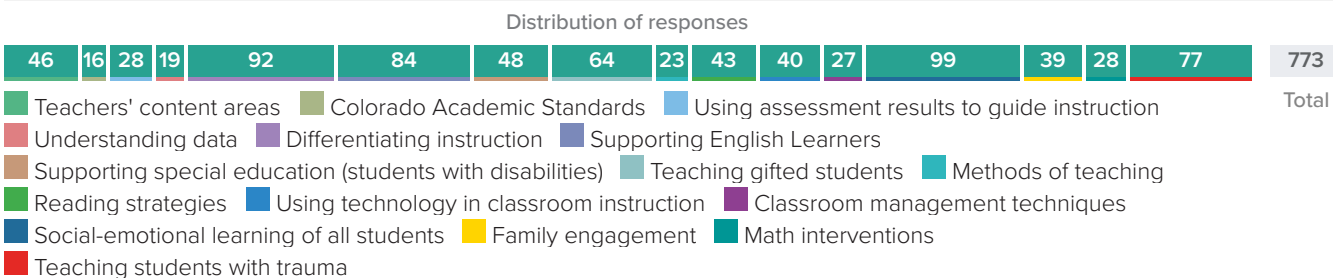 Distribution of responses
46 16 28 19 92 84 48 64 23 43 40 27 99 39 28 77 773
Total
Teachers' content areas Colorado Academic Standards Using assessment results to guide instruction
Understanding data Differentiating instruction Supporting English Learners
Supporting special education (students with disabilities) Teaching gifted students Methods of teaching
Reading strategies Using technology in classroom instruction Classroom management techniques
Social-emotional learning of all students Family engagement Math interventions
Teaching students with trauma